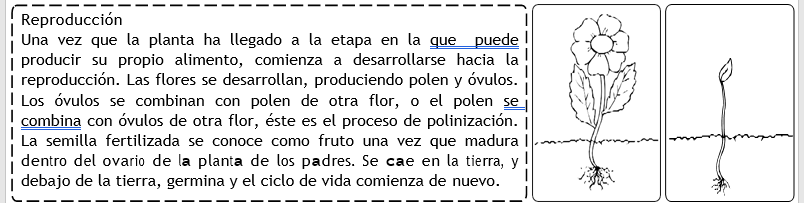 Reproducción
Una vez que la planta ha llegado a la etapa en la que puede
producir su propio alimento, comienza a desarrollarse hacia la
reproducción. Las flores se desarrollan, produciendo polen y óvulos.
Los óvulos se combinan con polen de otra flor, o el polen se
combina con óvulos de otra flor, éste es el proceso de polinización.
La semilla fertilizada se conoce como fruto una vez que madura
dentro del ovario de la planta de los padres. Se cae en la tierra, y
debajo de la tierra, germina y el ciclo de vida comienza de nuevo.